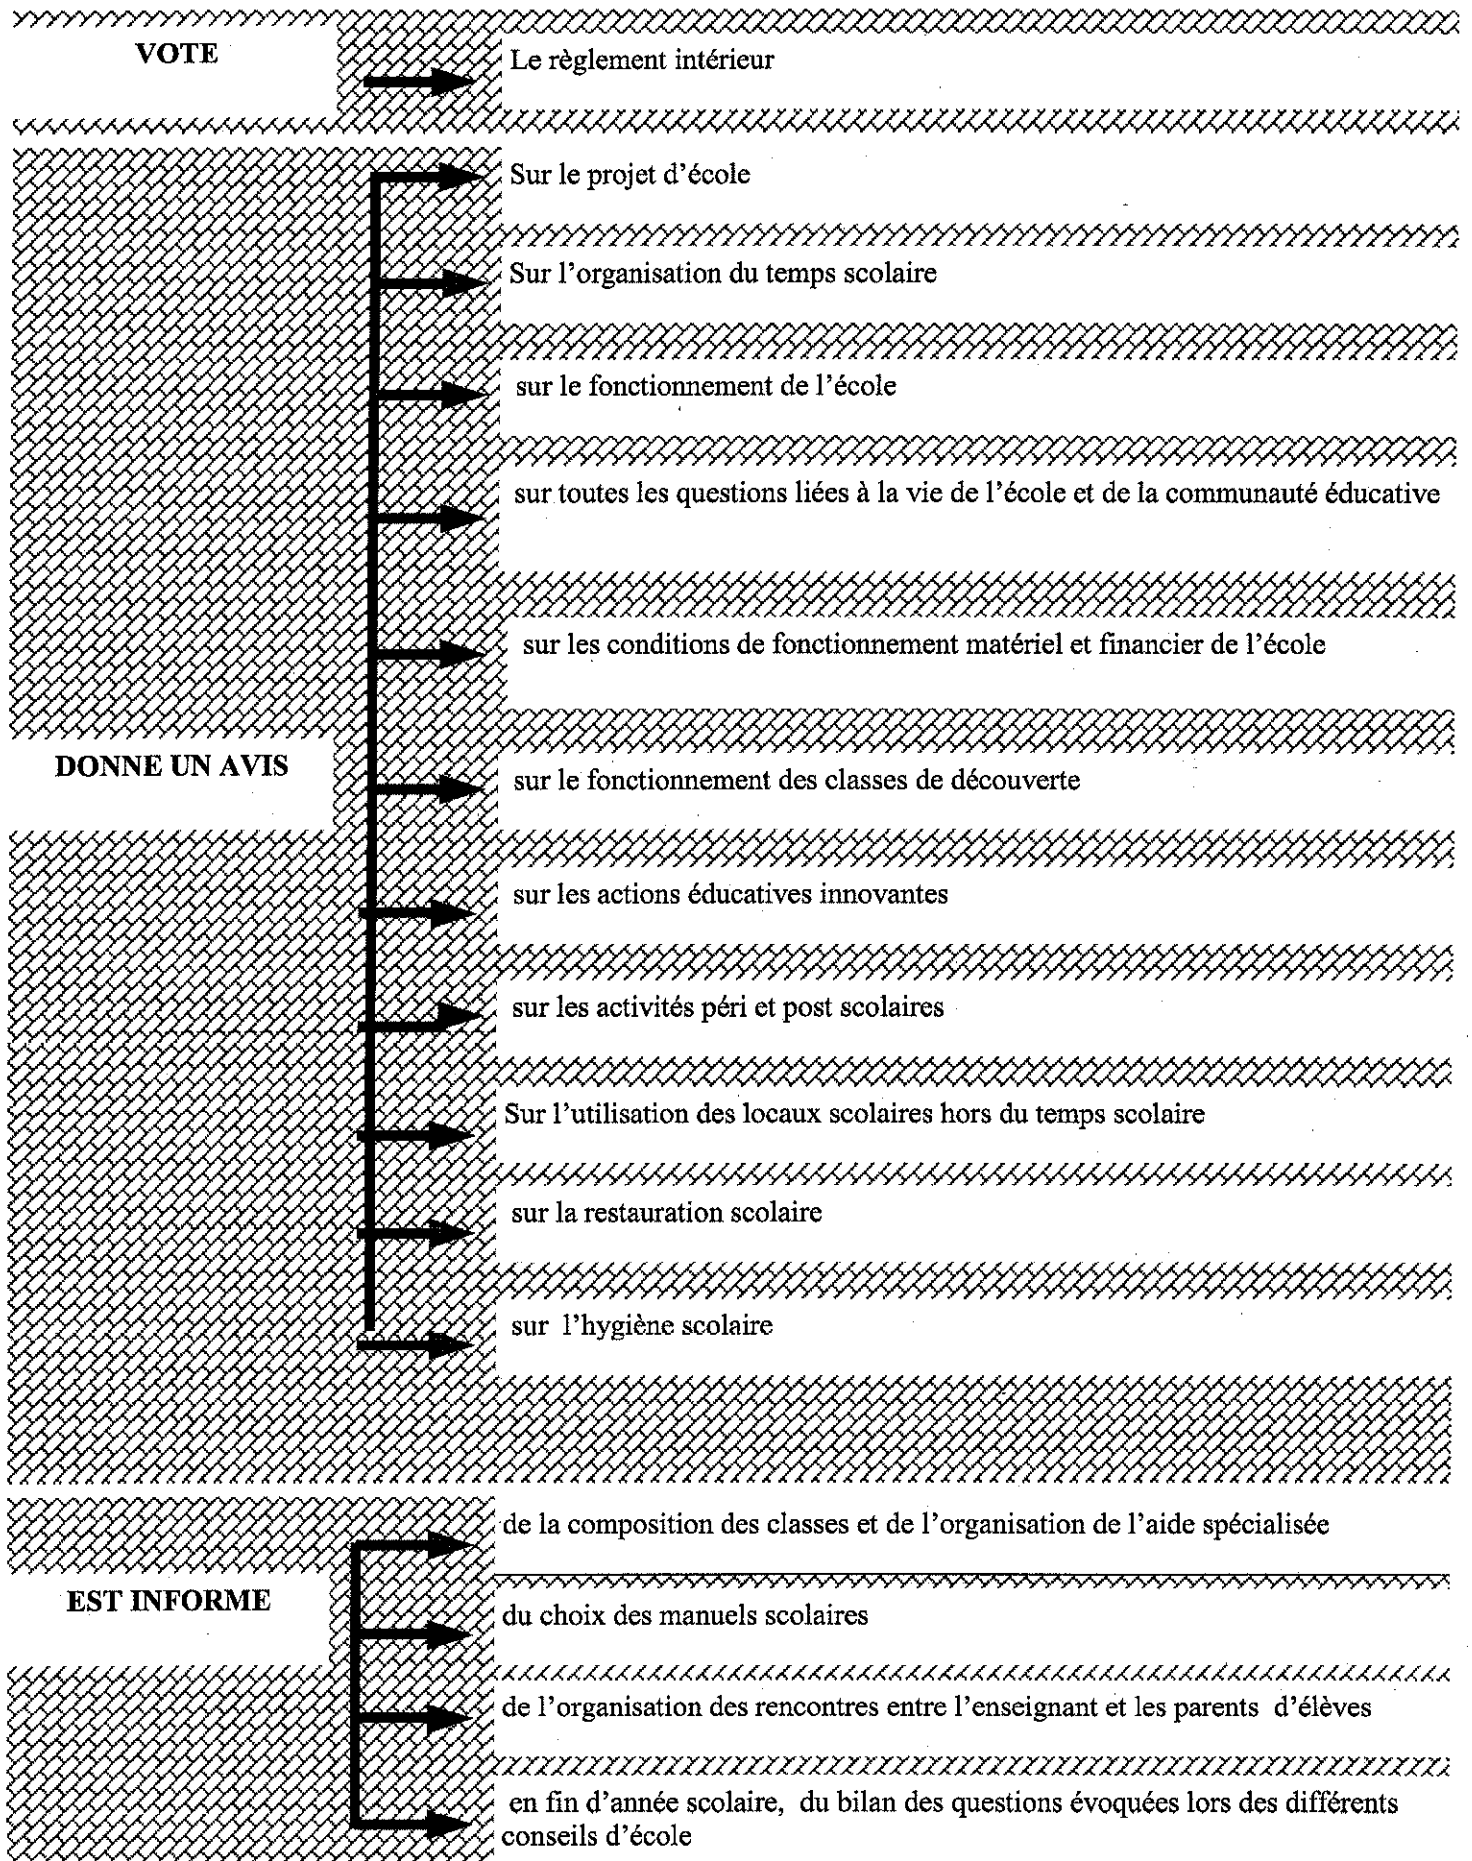 VOTE
Le règlement intérieur
Sur le projet d'école
Sur l'organisation du temps scolaire
sur le fonctionnement de l'école
sur toutes les questions liées à la vie de l'école et de la communauté éducative
sur les conditions de fonctionnement matériel et financier de l'école
DONNE UN AVIS
sur le fonctionnement des classes de découverte
sur les actions éducatives innovantes
sur les activités péri et post scolaires
Sur l'utilisation des locaux scolaires hors du temps scolaire
sur la restauration scolaire
sur l'hygiène scolaire
de la composition des classes et de l'organisation de l'aide spécialisée
EST INFORME
du choix des manuels scolaires
de l'organisation des rencontres entre l'enseignant et les parents d'élèves
en fin d'année scolaire, du bilan des questions évoquées lors des différents
conseils d'école